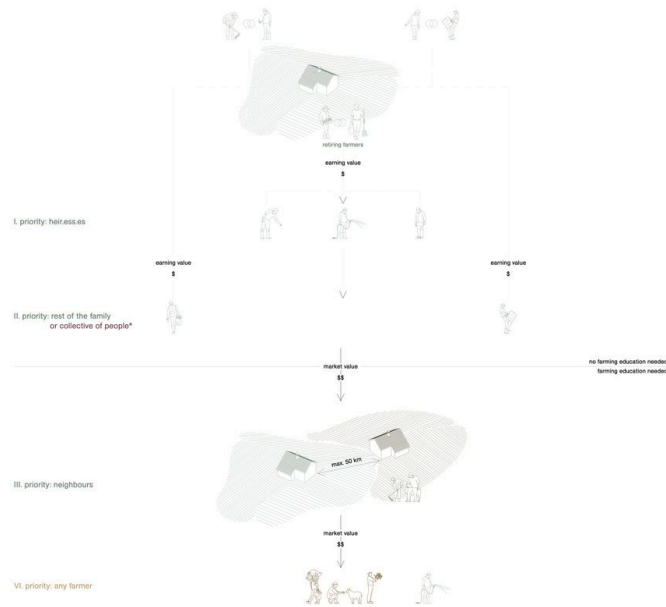 retiring farmers
earning value
$
I. priority: heir.ess.es
earning value
$
earning value
$
II. priority: rest of the family
or collective of people*
no farming education needed
market value
farming education needed
$$
max. 50 km
III. priority: neighbours
market value
$$
VI. priority: any farmer